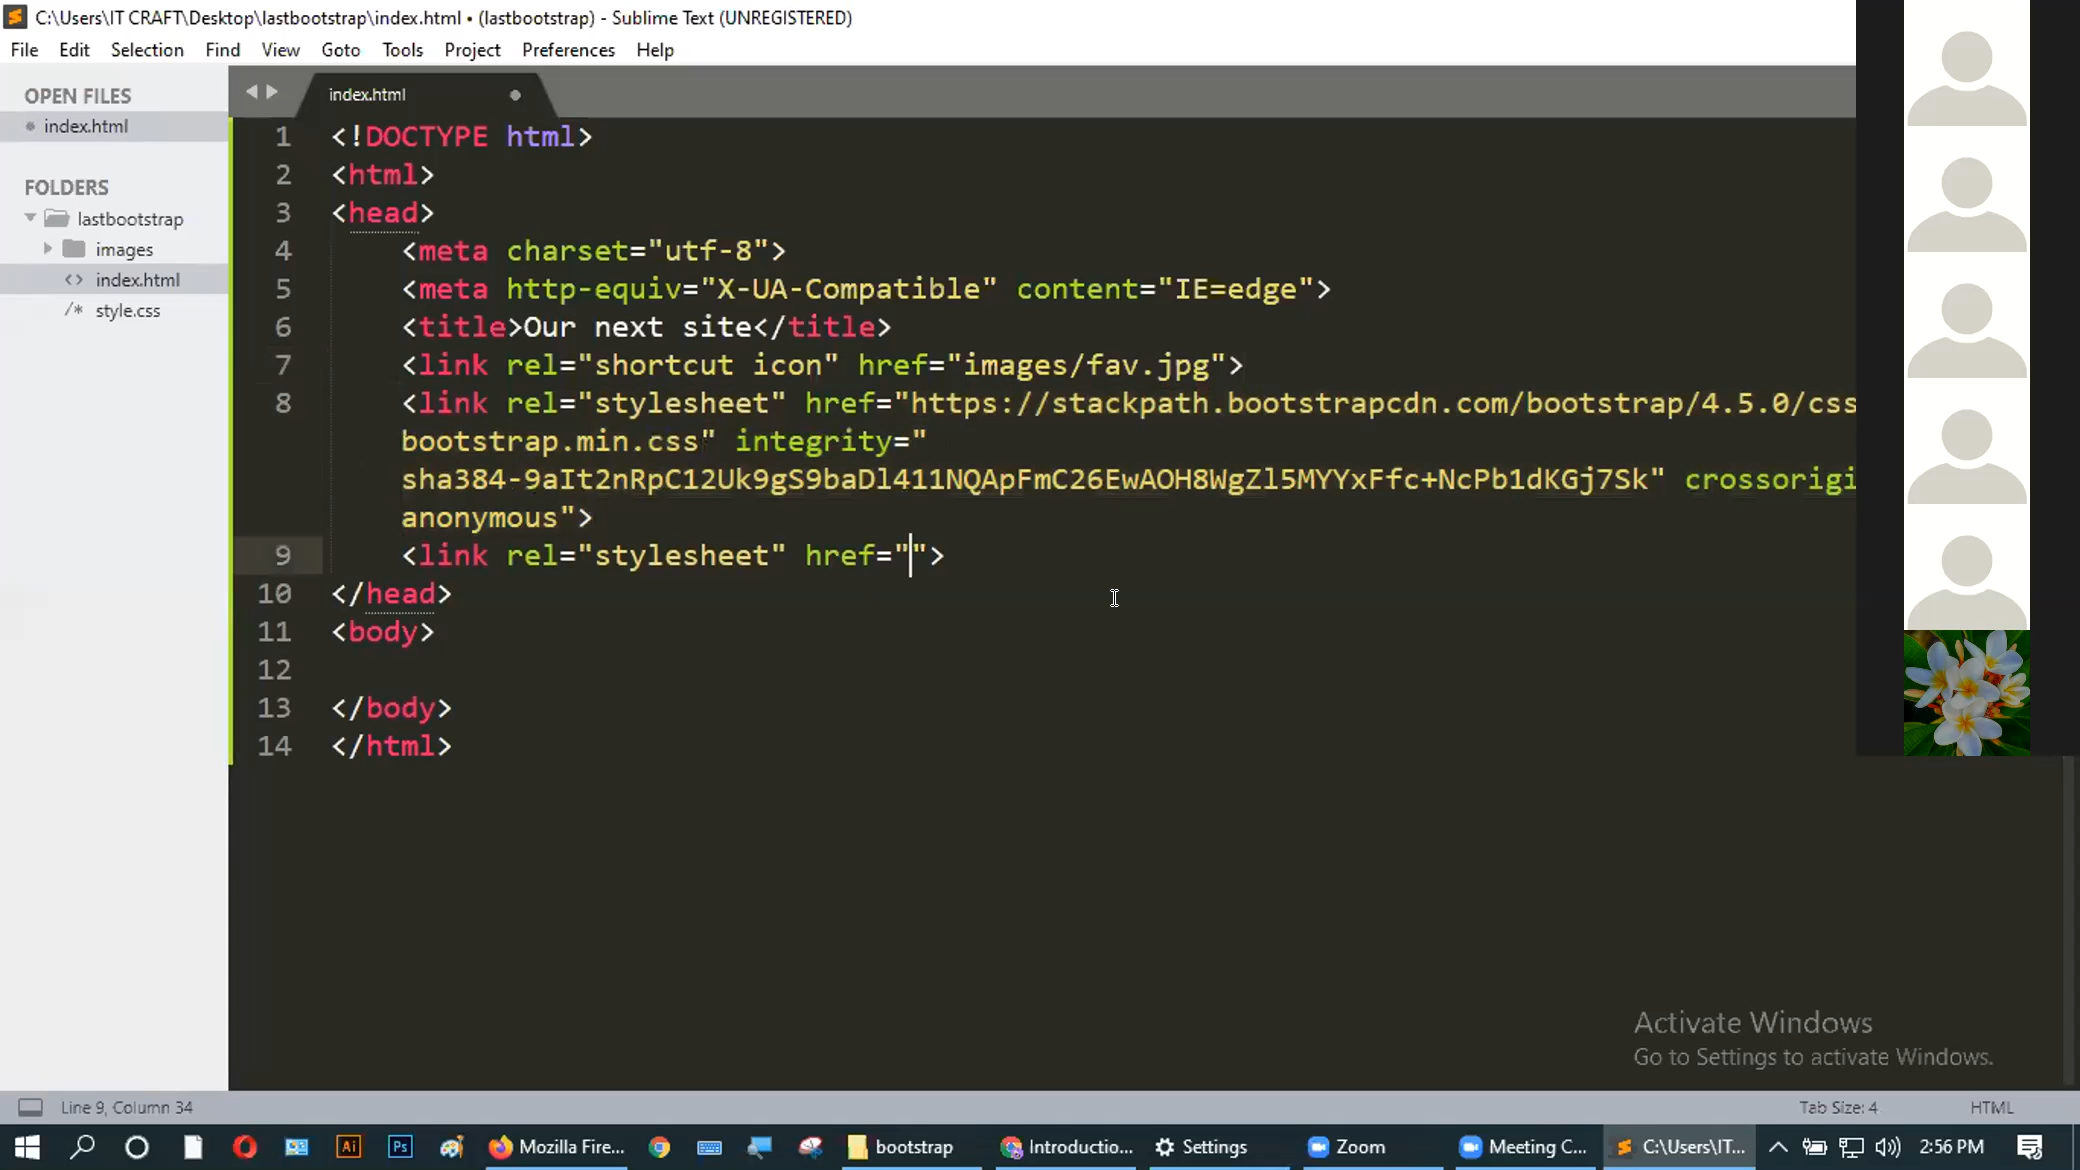 C:\Users\IT CRAFT\Desktop\lastbootstrap\index.html • (lastbootstrap) - Sublime Text (UNREGISTERED)
File Edit Selection Find View Goto Tools Project Preferences Help
OPEN FILES
index.html
FOLDERS
lastbootstrap
images
index.html
style.css
index.html
1 <!DOCTYPE html>
2 <html>
3 <head>
4 <meta charset="utf-8">
5 <meta http-equiv="X-UA-Compatible" content="IE=edge">
6 <title>Our next site</title>
7 <link rel="shortcut icon" href="images/fav.jpg">
8 <link rel="stylesheet" href="https://stackpath.bootstrapcdn.com/bootstrap/4.5.0/css
bootstrap.min.css" integrity="
sha384-9aIt2nRpC12Uk9gS9baDl411NQApFmC26EwAOH8WgZl5MYYxFfc+NcPb1dKGj7Sk" crossorigi
anonymous">
9 <link rel="stylesheet" href="">
10 </head>
11 <body>
12
13 </body>
14 </html>
Activate Windows
Go to Settings to activate Windows.
Line 9, Column 34
Tab Size: 4
HTML
Ai
Ps
Mozilla Fire...
bootstrap
Introductio...
Settings
Zoom
Meeting C...
C:\Users\IT...
2:56 PM